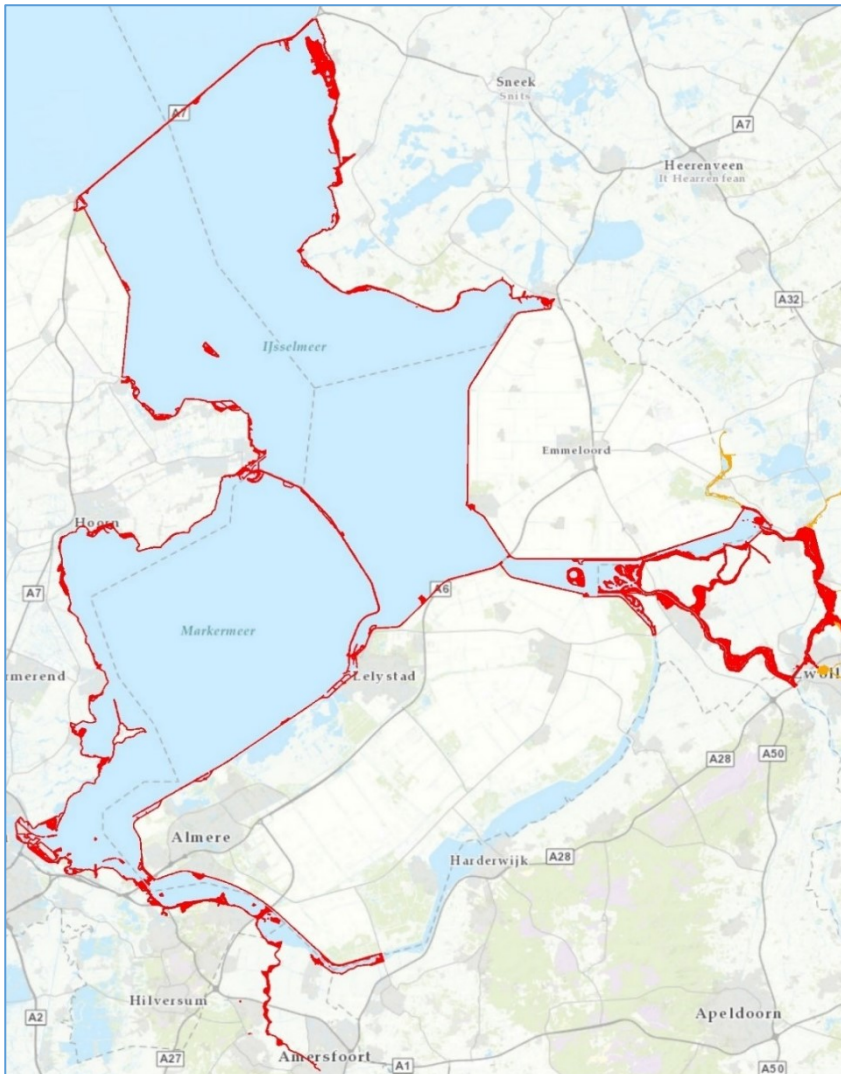 Sneek
Snits
A7
A7
Heerenveen
It Hearrenfean
A32
IJsselmeer
Emmeloord
Hoorn
A7
A6
Markermeer
Lelystad
rmerend
Zwoll
A28
A50
Almere
Harderwijk
A28
Hilversum
A2
Apeldoorn
A27
Amersfoort
A1
A50